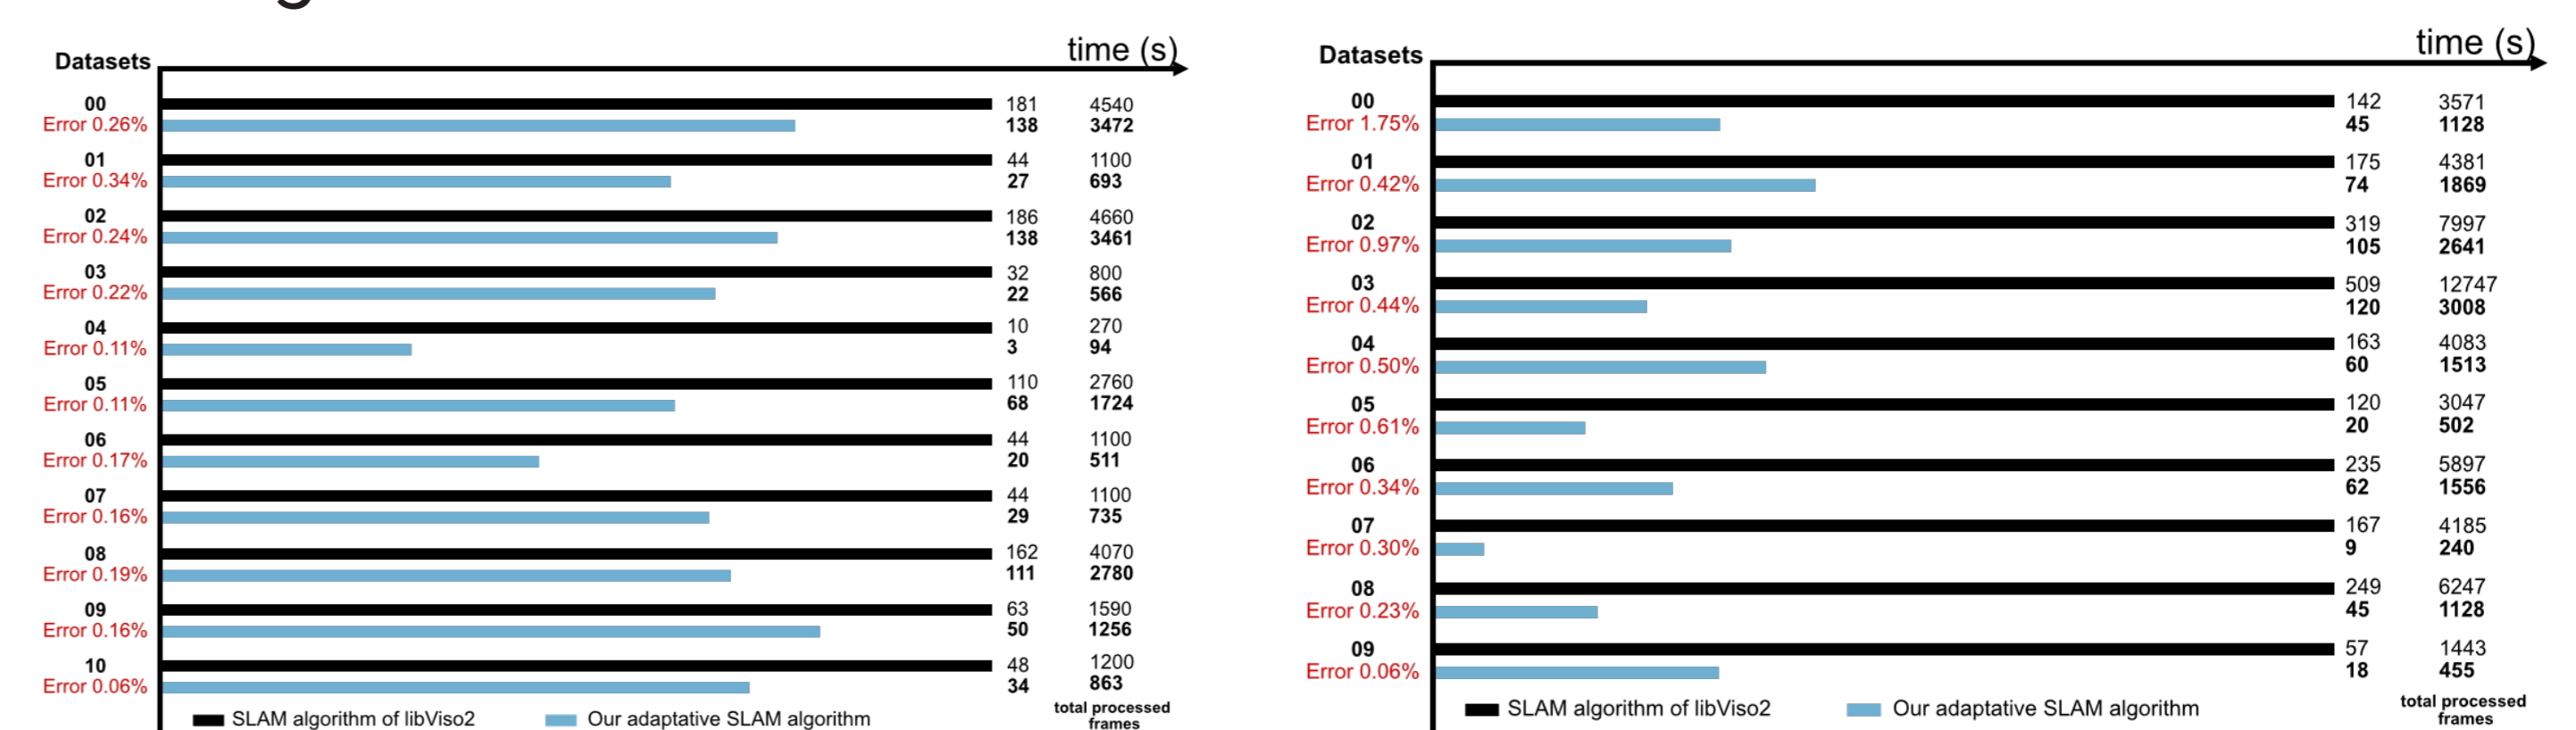 Datasets time (s)
00 181 4540
Error 0.26% 138 3472
01 44 1100
Error 0.34% 27 693
02 186 4660
Error 0.24% 138 3461
03 32 800
Error 0.22% 22 566
04 10 270
Error 0.11% 3 94
05 110 2760
Error 0.11% 68 1724
06 44 1100
Error 0.17% 20 511
07 44 1100
Error 0.16% 29 735
08 162 4070
Error 0.19% 111 2780
09 63 1590
Error 0.16% 50 1256
10 48 1200
Error 0.06% 34 863
SLAM algorithm of libViso2 Our adaptative SLAM algorithm total processed
frames
Datasets time (s)
00 142 3571
Error 1.75% 45 1128
01 175 4381
Error 0.42% 74 1869
02 319 7997
Error 0.97% 105 2641
03 509 12747
Error 0.44% 120 3008
04 163 4083
Error 0.50% 60 1513
05 120 3047
Error 0.61% 20 502
06 235 5897
Error 0.34% 62 1556
07 167 4185
Error 0.30% 9 240
08 249 6247
Error 0.23% 45 1128
09 57 1443
Error 0.06% 18 455
SLAM algorithm of libViso2 Our adaptative SLAM algorithm total processed
frames